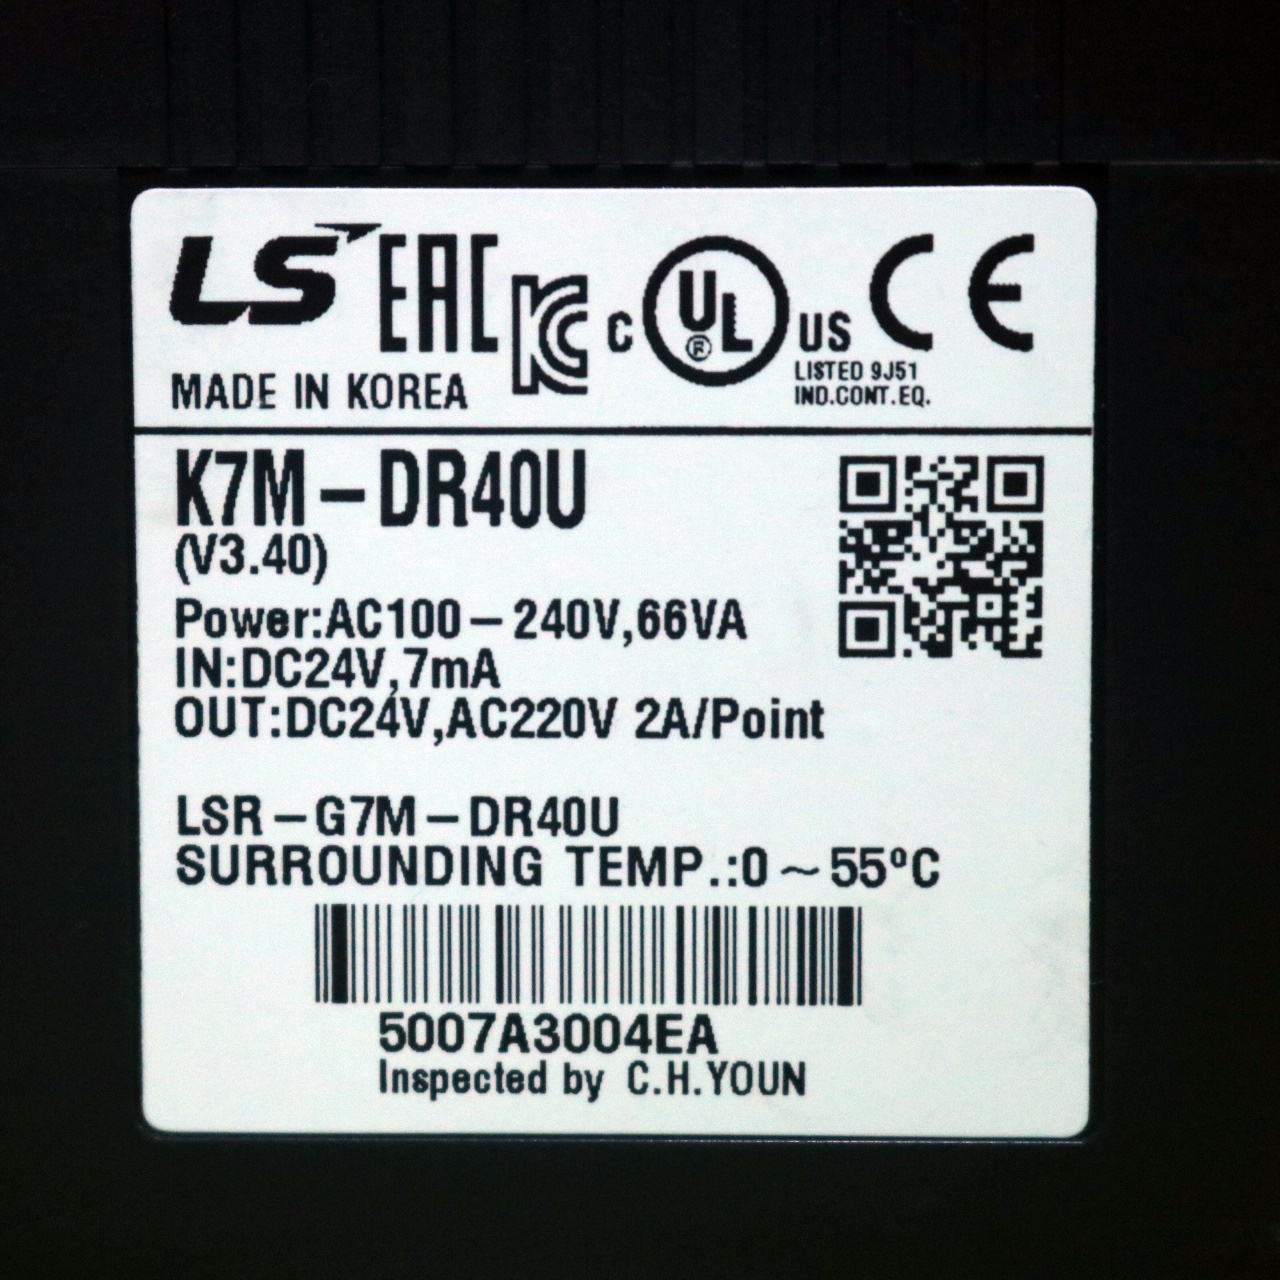 LS EAC KC C UL US CE
®
LISTED 9J51
MADE IN KOREA
IND.CONT.EQ.
K7M-DR40U
(V3.40)
Power:AC100-240V,66VA
IN:DC24V,7mA
OUT:DC24V,AC220V 2A/Point
LSR-G7M-DR40U
SURROUNDING TEMP.:0~55ºC
5007A3004EA
Inspected by C.H.YOUN